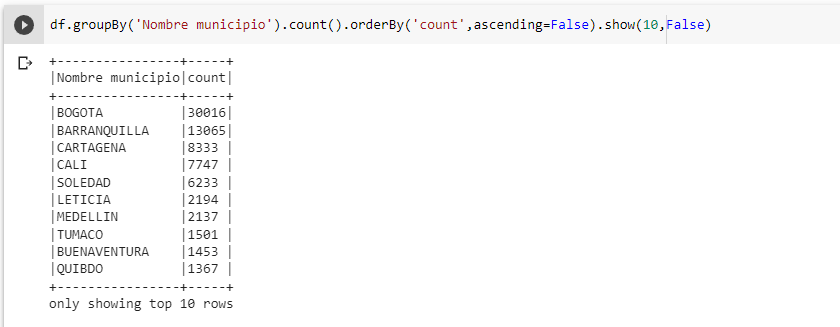 df.groupBy('Nombre municipio').count().orderBy('count',ascending=False).show(10,False)
+----------------+-----+
|Nombre municipio|count|
+----------------+-----+
|BOGOTA          |30016|
|BARRANQUILLA    |13065|
|CARTAGENA       |8333 |
|CALI            |7747 |
|SOLEDAD         |6233 |
|LETICIA         |2194 |
|MEDELLIN        |2137 |
|TUMACO          |1501 |
|BUENAVENTURA    |1453 |
|QUIBDO          |1367 |
+----------------+-----+
only showing top 10 rows